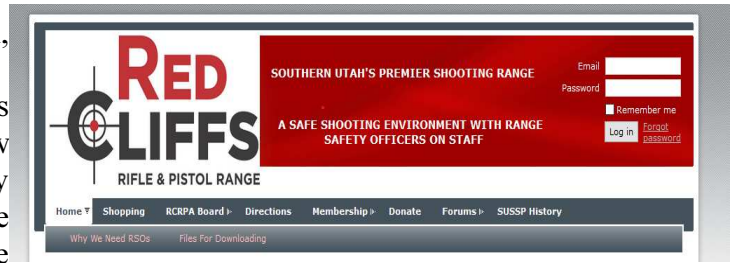 RED
CLIFFS
RIFLE & PISTOL RANGE
SOUTHERN UTAH'S PREMIER SHOOTING RANGE
A SAFE SHOOTING ENVIRONMENT WITH RANGE
SAFETY OFFICERS ON STAFF
Email
Password
Remember me
Log in
Forgot
password
Home Shopping RCRPA Board Directions Membership Donate Forums SUSSP History
Why We Need RSOs Files For Downloading